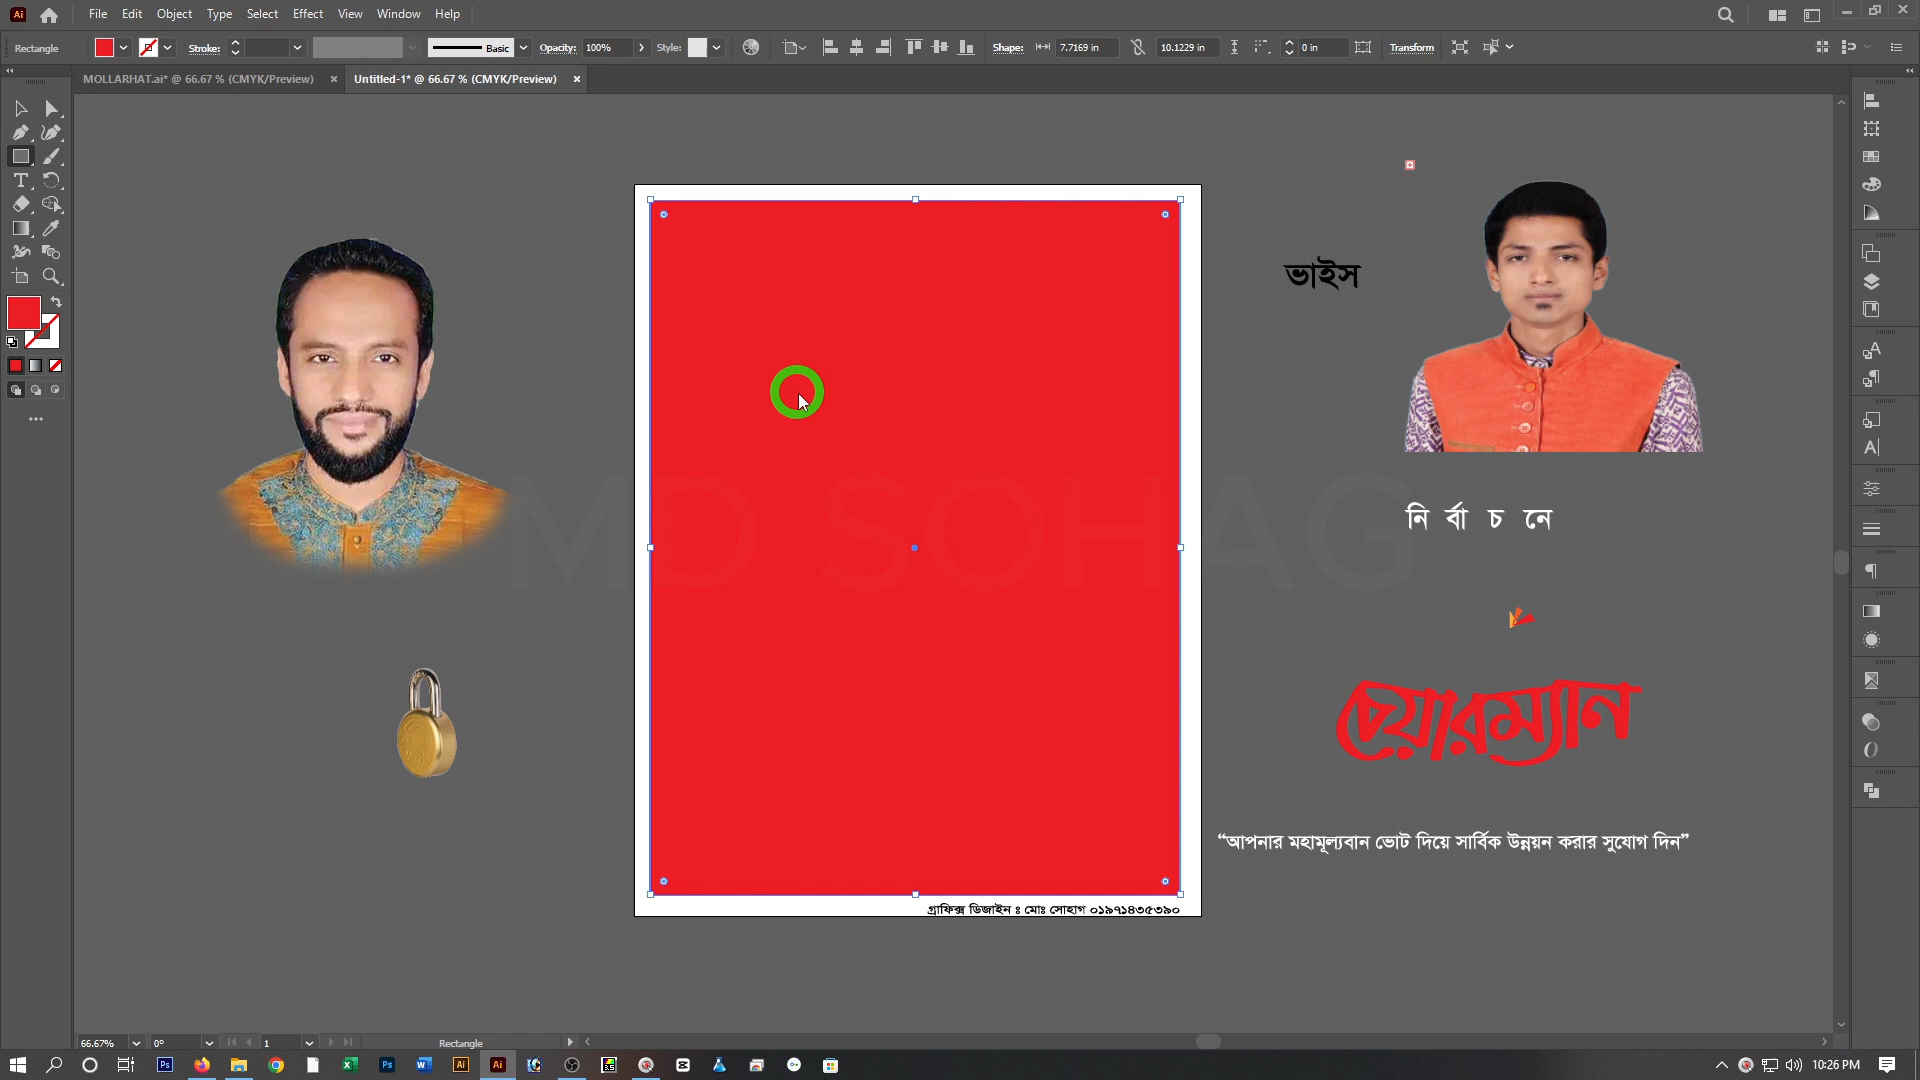 File Edit Object Type Select Effect View Window Help
Rectangle Stroke: Basic Opacity: 100% Style: Shape: 7.7169 in 10.1229 in 0 in Transform
MOLLARHAT.ai* @ 66.67 % (CMYK/Preview) Untitled-1* @ 66.67 % (CMYK/Preview)
ভাইস
MD SOHAG
নি র্বা চ নে
চেয়ারম্যান
“আপনার মহামূল্যবান ভোট দিয়ে সার্বিক উন্নয়ন করার সুযোগ দিন”
গ্রাফিক্স ডিজাইন ঃ মোঃ সোহাগ ০১৯৭১৪৩৫৩৯০
66.67% 0° 1 Rectangle
10:26 PM